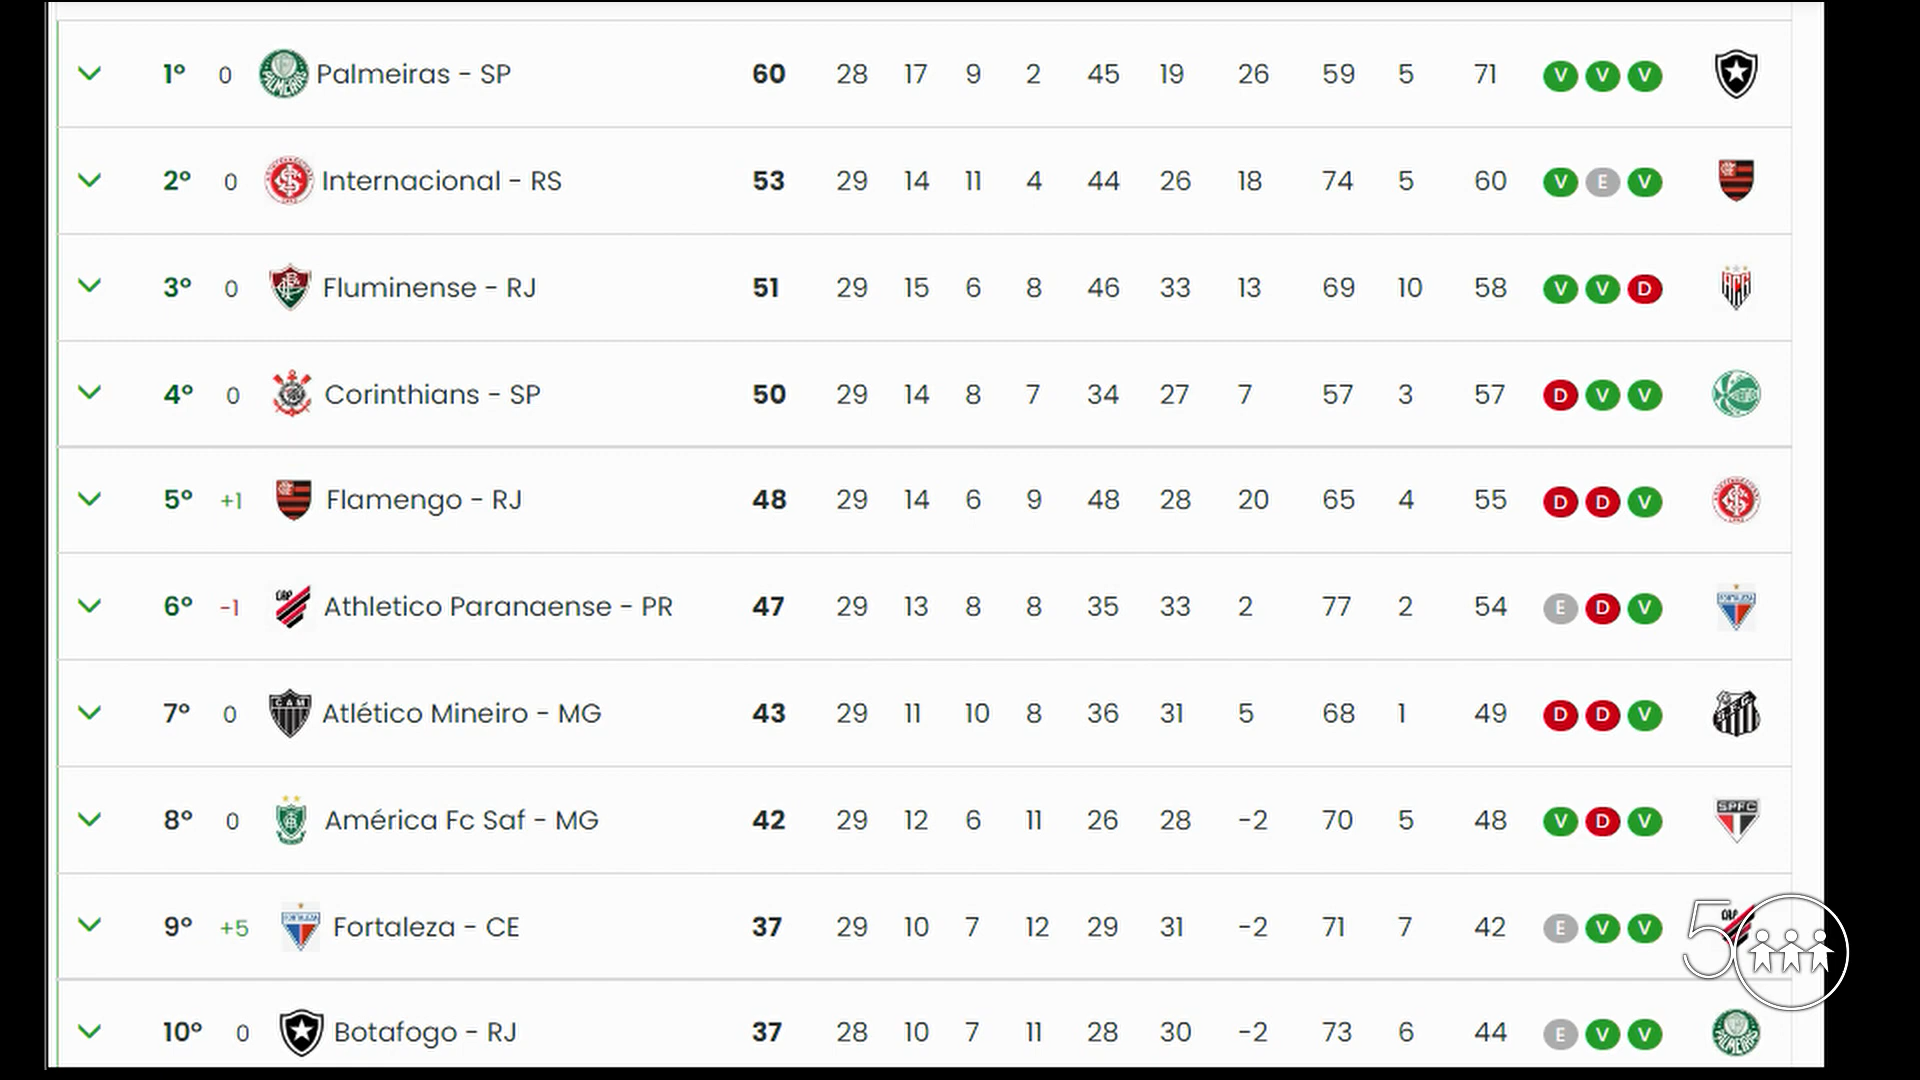 1º 0 Palmeiras - SP 60 28 17 9 2 45 19 26 59 5 71 V V V
2º 0 Internacional - RS 53 29 14 11 4 44 26 18 74 5 60 V E V
3º 0 Fluminense - RJ 51 29 15 6 8 46 33 13 69 10 58 V V D
4º 0 Corinthians - SP 50 29 14 8 7 34 27 7 57 3 57 D V V
5º +1 Flamengo - RJ 48 29 14 6 9 48 28 20 65 4 55 D D V
6º -1 Athletico Paranaense - PR 47 29 13 8 8 35 33 2 77 2 54 E D V
7º 0 Atlético Mineiro - MG 43 29 11 10 8 36 31 5 68 1 49 D D V
8º 0 América Fc Saf - MG 42 29 12 6 11 26 28 -2 70 5 48 V D V
9º +5 Fortaleza - CE 37 29 10 7 12 29 31 -2 71 7 42 E V V
10º 0 Botafogo - RJ 37 28 10 7 11 28 30 -2 73 6 44 E V V
50